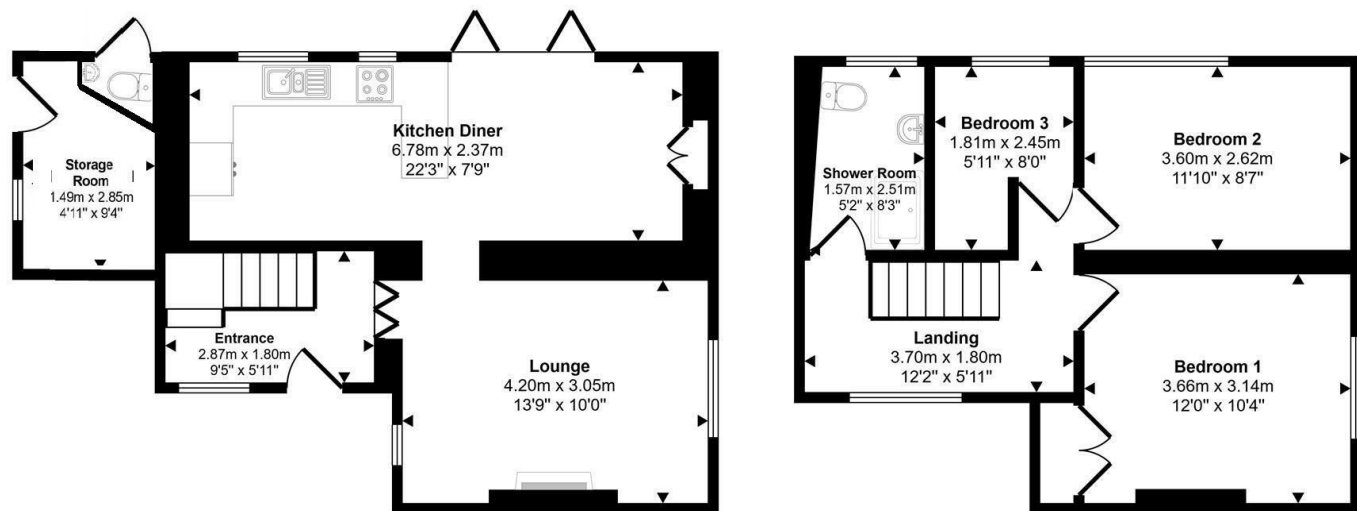 Kitchen Diner
6.78m x 2.37m
22'3" x 7'9"
Storage
Room
1.49m x 2.85m
4'11" x 9'4"
Entrance
2.87m x 1.80m
9'5" x 5'11"
Lounge
4.20m x 3.05m
13'9" x 10'0"
Shower Room
1.57m x 2.51m
5'2" x 8'3"
Bedroom 3
1.81m x 2.45m
5'11" x 8'0"
Bedroom 2
3.60m x 2.62m
11'10" x 8'7"
Landing
3.70m x 1.80m
12'2" x 5'11"
Bedroom 1
3.66m x 3.14m
12'0" x 10'4"